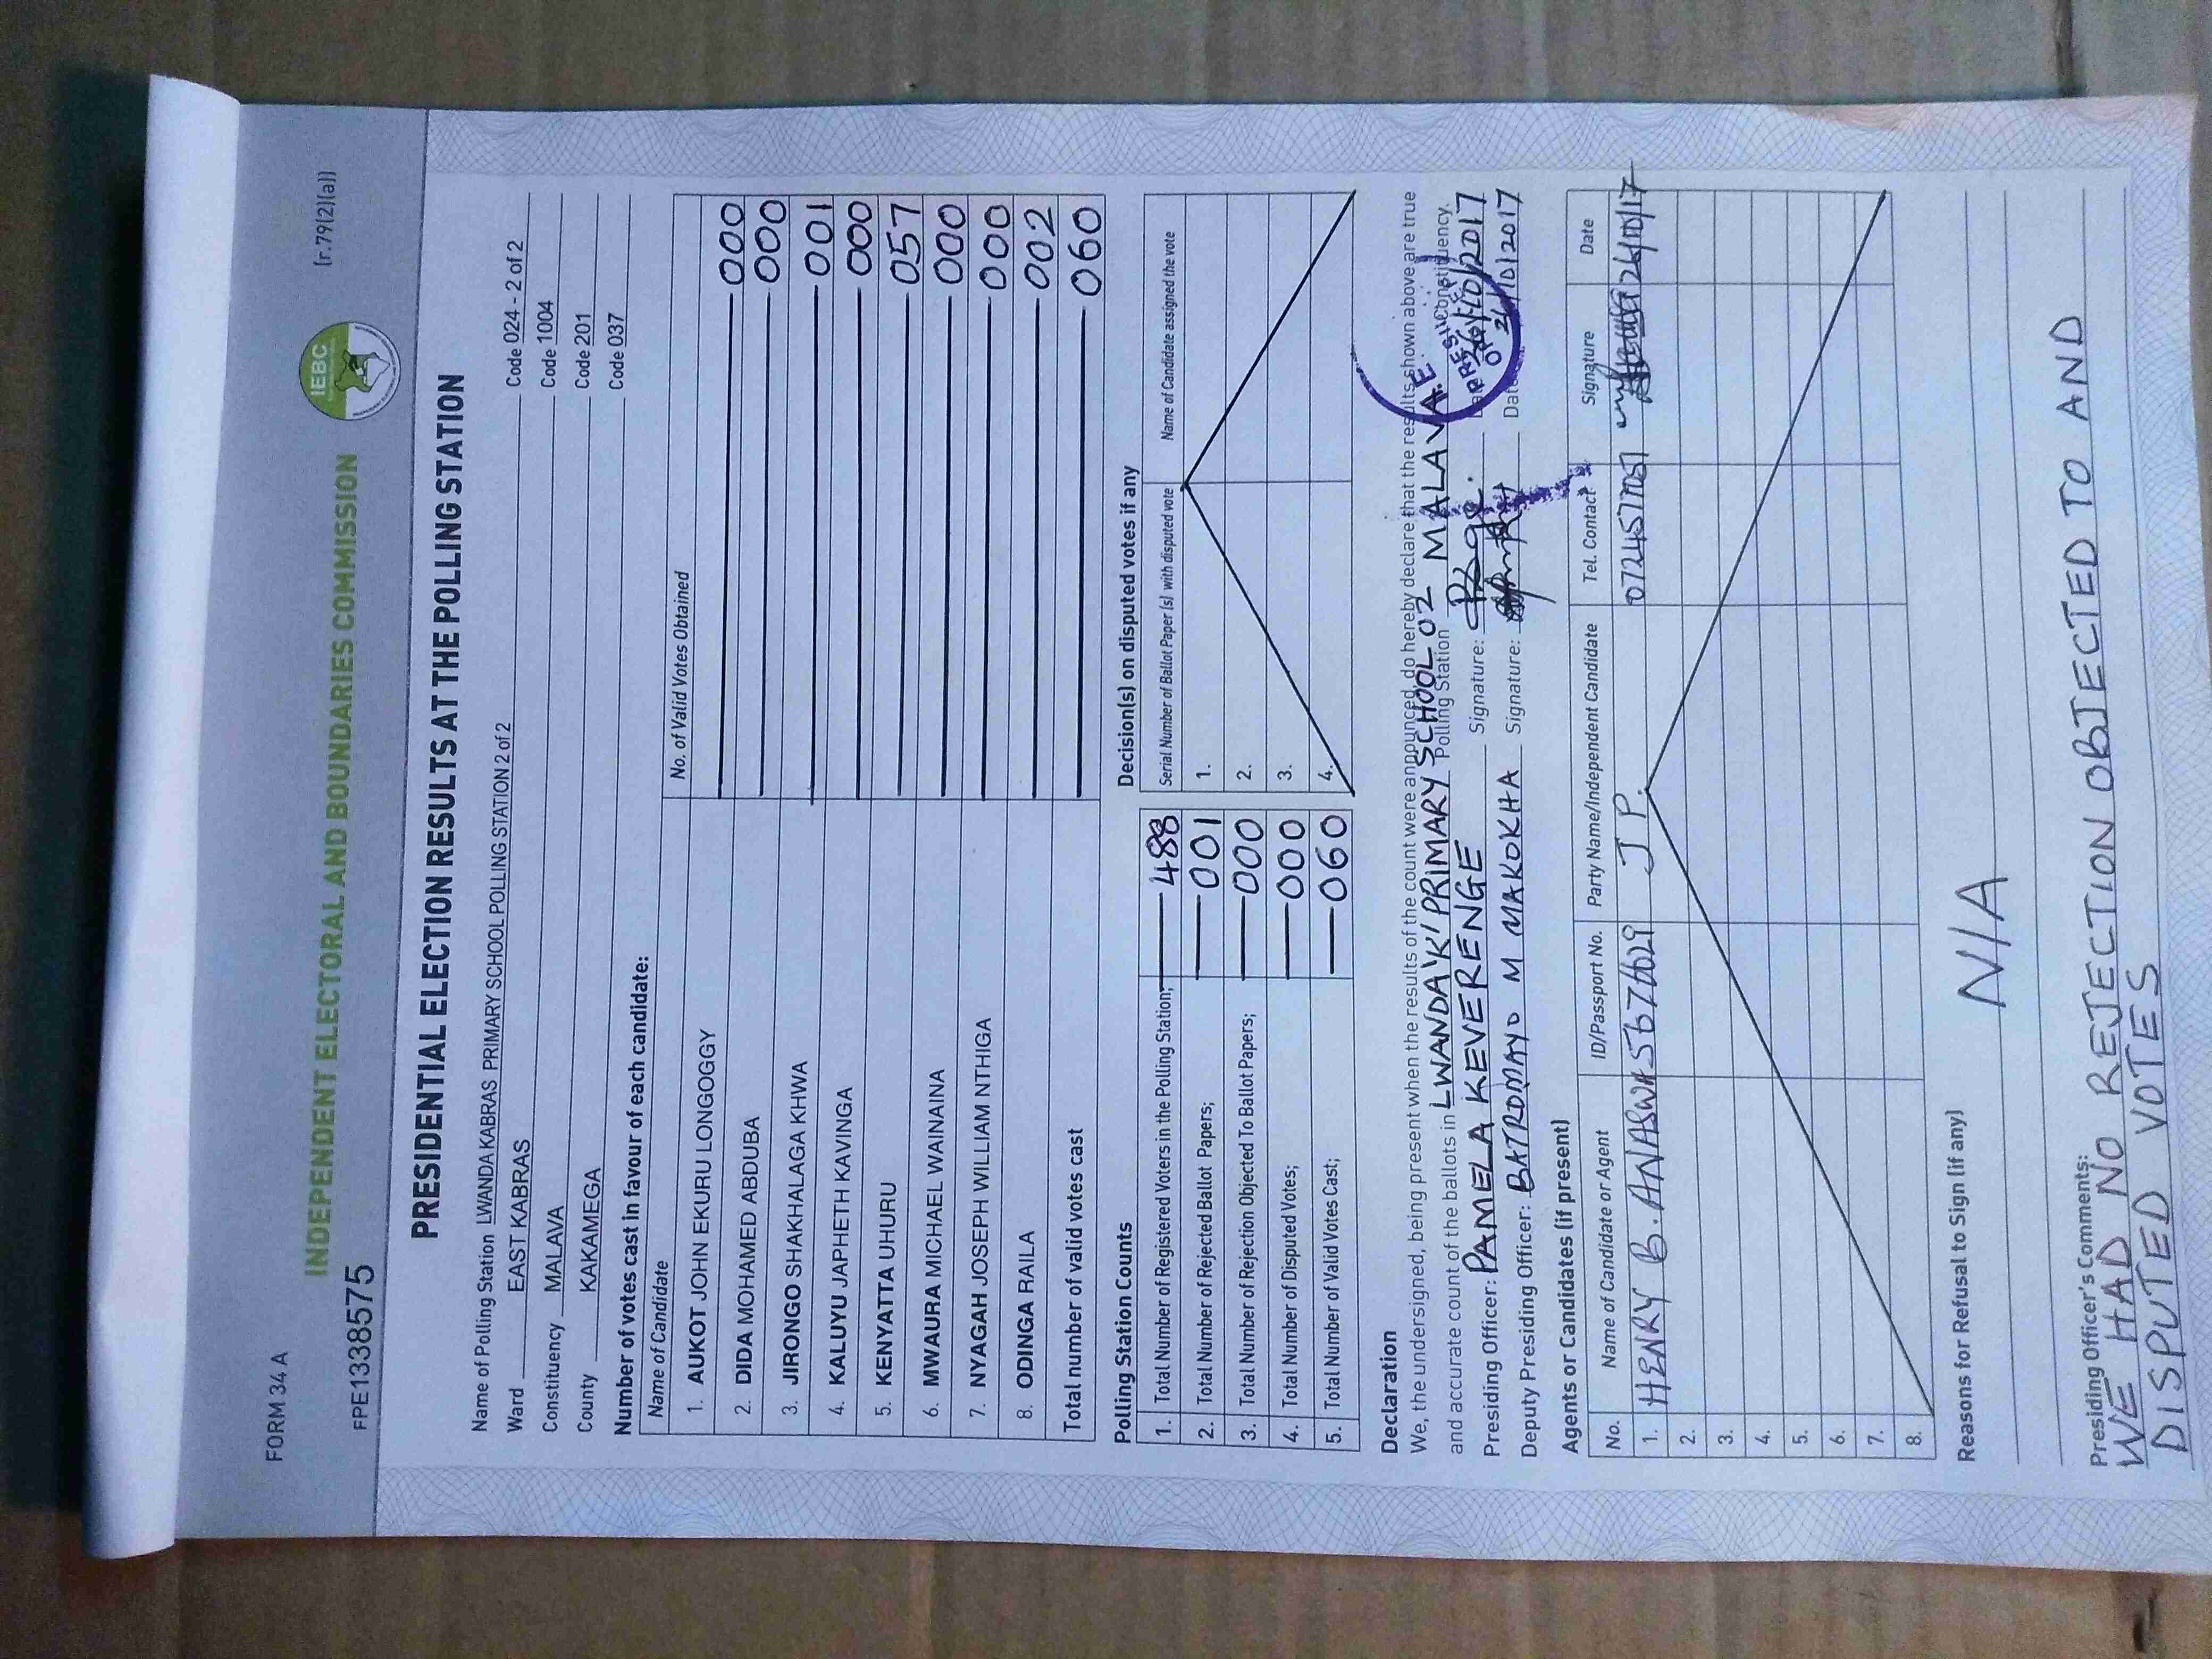 FORM 34 A
(r.79(2)(a))
IEBC
INDEPENDENT ELECTORAL AND BOUNDARIES COMMISSION
FPE1338575
PRESIDENTIAL ELECTION RESULTS AT THE POLLING STATION
Name of Polling Station LWANDA KABRAS PRIMARY SCHOOL POLLING STATION 2 of 2 Code 024 - 2 of 2
Ward EAST KABRAS Code 1004
Constituency MALAVA Code 201
County KAKAMEGA Code 037
Number of votes cast in favour of each candidate:
Name of Candidate No. of Valid Votes Obtained
1. AUKOT JOHN EKURU LONGOGGY 000
2. DIDA MOHAMED ABDUBA 000
3. JIRONGO SHAKHALAGA KHWA 001
4. KALUYU JAPHETH KAVINGA 000
5. KENYATTA UHURU 057
6. MWAURA MICHAEL WAINAINA 000
7. NYAGAH JOSEPH WILLIAM NTHIGA 000
8. ODINGA RAILA 002
Total number of valid votes cast 060
Polling Station Counts
1. Total Number of Registered Voters in the Polling Station; 488
2. Total Number of Rejected Ballot Papers; 001
3. Total Number of Rejection Objected To Ballot Papers; 000
4. Total Number of Disputed Votes; 000
5. Total Number of Valid Votes Cast; 060
Decision(s) on disputed votes if any
Serial Number of Ballot Paper (s) with disputed vote Name of Candidate assigned the vote
1.
2.
3.
4.
Declaration
We, the undersigned, being present when the results of the count were announced, do hereby declare that the results shown above are true
and accurate count of the ballots in LWANDA 'K' PRIMARY SCHOOL 02 Polling Station MALAVA Constituency.
Presiding Officer: PAMELA KEVERENGE Signature: Date 26/10/2017
Deputy Presiding Officer: BATROMAYO M MAKOKHA Signature: Date 26/10/2017
Agents or Candidates (if present)
No. Name of Candidate or Agent ID/Passport No. Party Name/Independent Candidate Tel. Contact Signature Date
1. HENRY B. JP 26/10/17
2.
3.
4.
5.
6.
7.
8.
Reasons for Refusal to Sign (if any)
N/A
Presiding Officer's Comments:
WE HAD NO REJECTION OBJECTED TO AND
DISPUTED VOTES